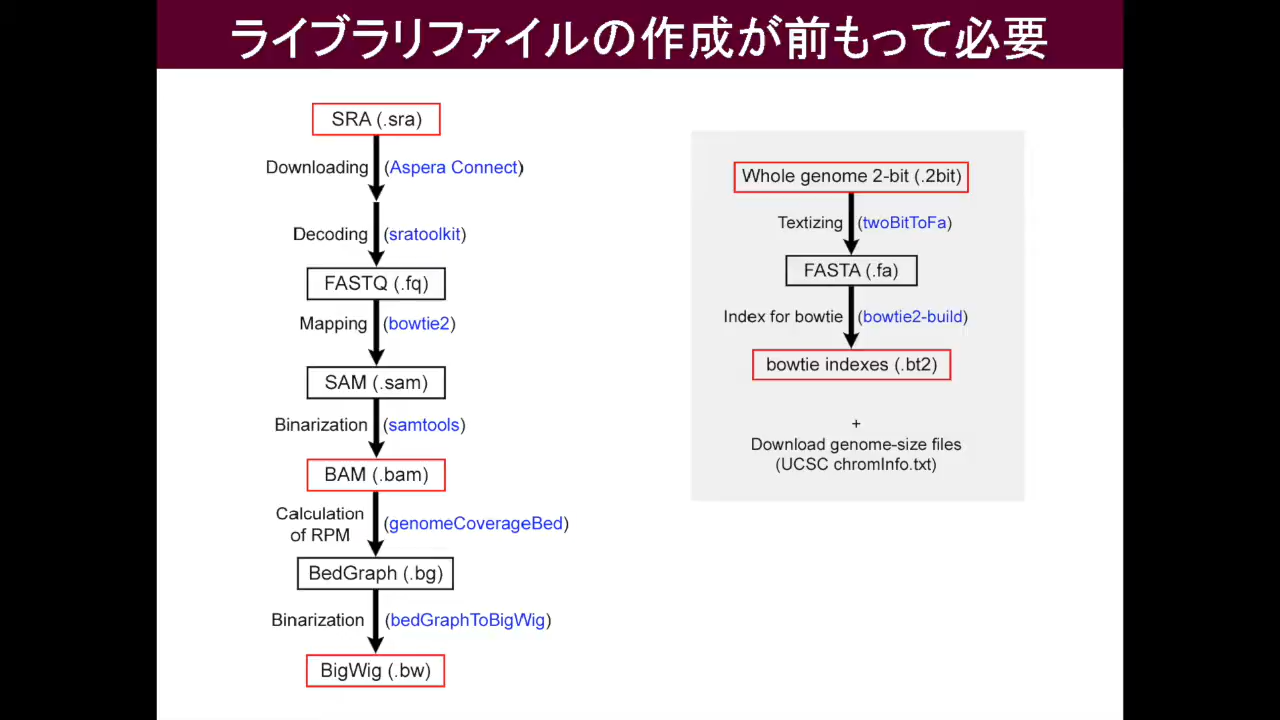 ライブラリファイルの作成が前もって必要
SRA (.sra)
Downloading (Aspera Connect)
Decoding (sratoolkit)
FASTQ (.fq)
Mapping (bowtie2)
SAM (.sam)
Binarization (samtools)
BAM (.bam)
Calculation
of RPM
(genomeCoverageBed)
BedGraph (.bg)
Binarization (bedGraphToBigWig)
BigWig (.bw)
Whole genome 2-bit (.2bit)
Textizing (twoBitToFa)
FASTA (.fa)
Index for bowtie (bowtie2-build)
bowtie indexes (.bt2)
+
Download genome-size files
(UCSC chromInfo.txt)